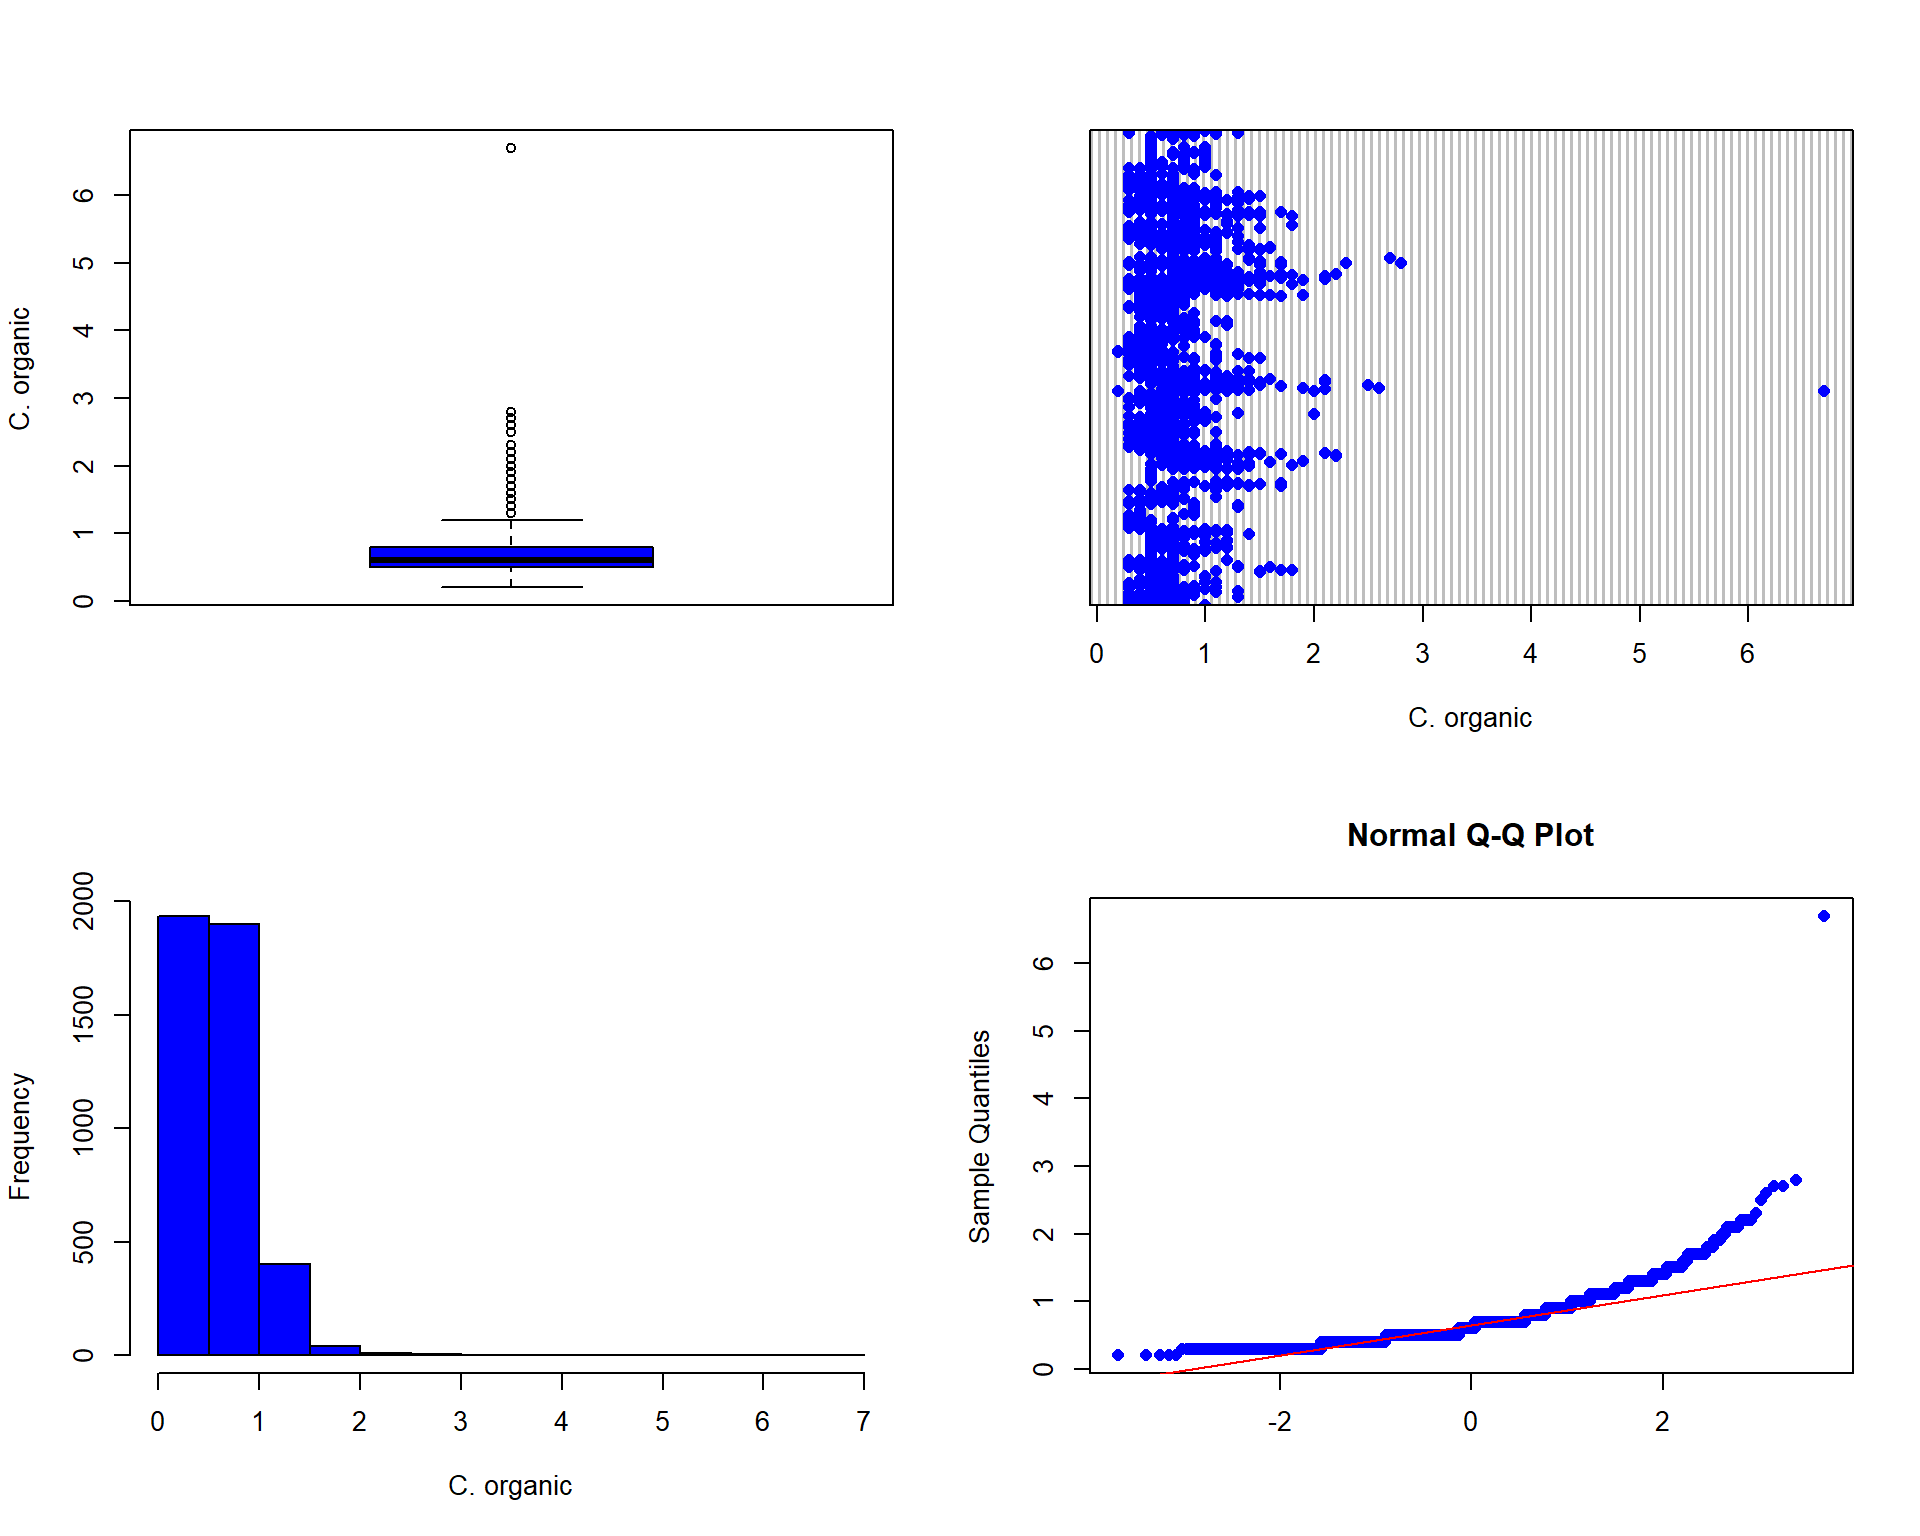 C. organic
0 1 2 3 4 5 6
C. organic
0 1 2 3 4 5 6
Frequency
0 500 1000 1500 2000
C. organic
0 1 2 3 4 5 6 7
Normal Q-Q Plot
Sample Quantiles
0 1 2 3 4 5 6
-2 0 2